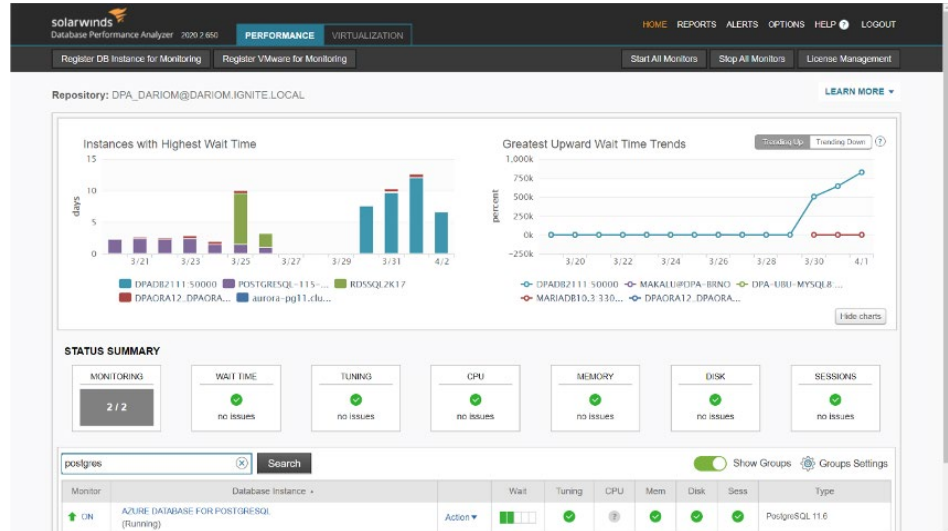 solarwinds
Database Performance Analyzer 2020.2.650
PERFORMANCE VIRTUALIZATION
HOME REPORTS ALERTS OPTIONS HELP ? LOGOUT
Register DB Instance for Monitoring Register VMware for Monitoring
Start All Monitors Stop All Monitors License Management
Repository: DPA_DARIOM@DARIOM.IGNITE.LOCAL
LEARN MORE
Instances with Highest Wait Time
15
10
5
0
days
3/21 3/23 3/25 3/27 3/29 3/31 4/2
DPADB2111:50000 POSTGRESQL-115-... RDSSQL2K17
DPAORA12_DPAORA... aurora-pg11.clu...
Greatest Upward Wait Time Trends
Trending Up Trending Down ?
1,000k
750k
500k
250k
0k
-250k
percent
3/20 3/22 3/24 3/26 3/28 3/30 4/1
DPADB2111:50000 MAKALU@DPA-BRNO DPA-UBU-MYSQL8:...
MARIADB10.3:330... DPAORA12_DPAORA...
Hide charts
STATUS SUMMARY
MONITORING WAIT TIME TUNING CPU MEMORY DISK SESSIONS
2 / 2 no issues no issues no issues no issues no issues no issues
postgres Search
Show Groups Groups Settings
Monitor Database Instance Wait Tuning CPU Mem Disk Sess Type
ON AZURE DATABASE FOR POSTGRESQL Action ? PostgreSQL 11.6
(Running)